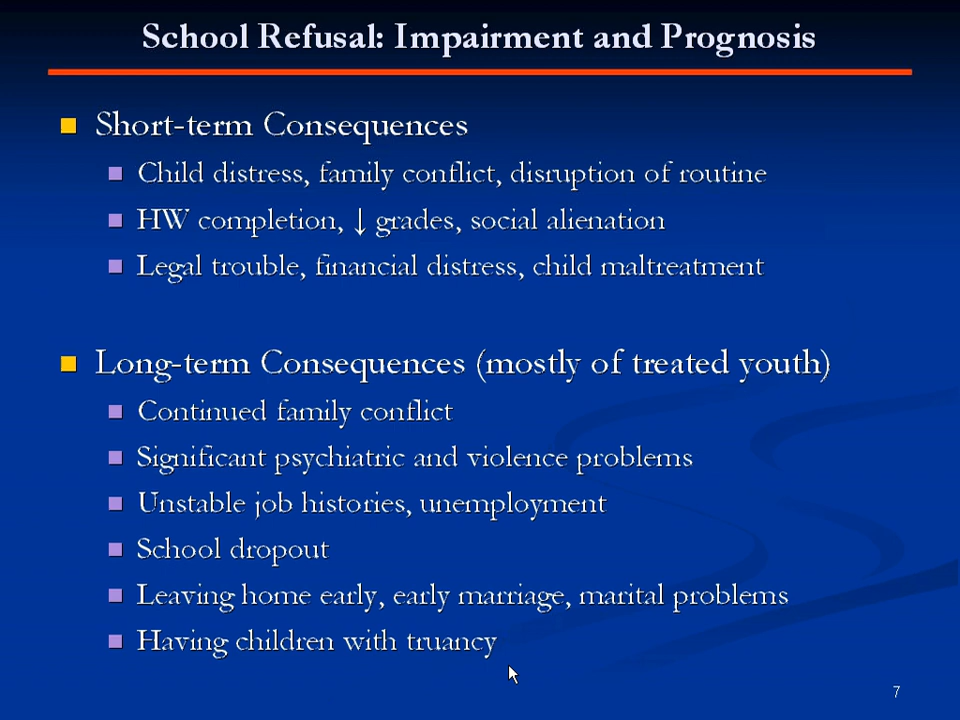 School Refusal: Impairment and Prognosis
Short-term Consequences
Child distress, family conflict, disruption of routine
HW completion, ↓ grades, social alienation
Legal trouble, financial distress, child maltreatment
Long-term Consequences (mostly of treated youth)
Continued family conflict
Significant psychiatric and violence problems
Unstable job histories, unemployment
School dropout
Leaving home early, early marriage, marital problems
Having children with truancy
7